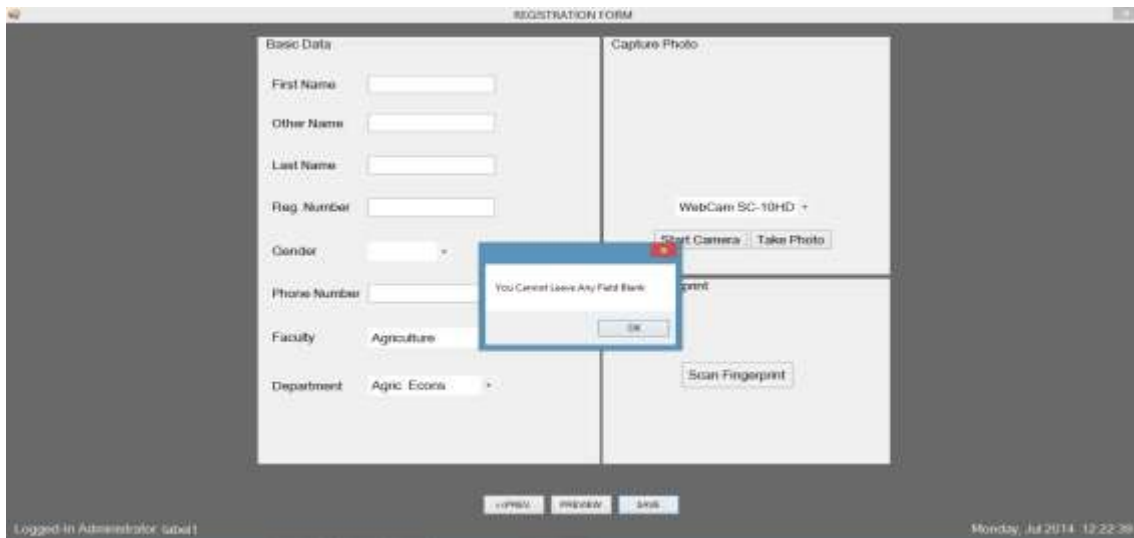 REGISTRATION FORM
Basic Data
First Name
Other Name
Last Name
Reg. Number
Gender
Phone Number
Faculty Agriculture
Department Agric. Econs
Capture Photo
WebCam SC-10HD
Start Camera Take Photo
print
Scan Fingerprint
You Cannot Leave Any Field Blank
OK
<<PREV PREVIEW SAVE
Logged-in Administrator label1
Monday, Jul 2014 12:22:39